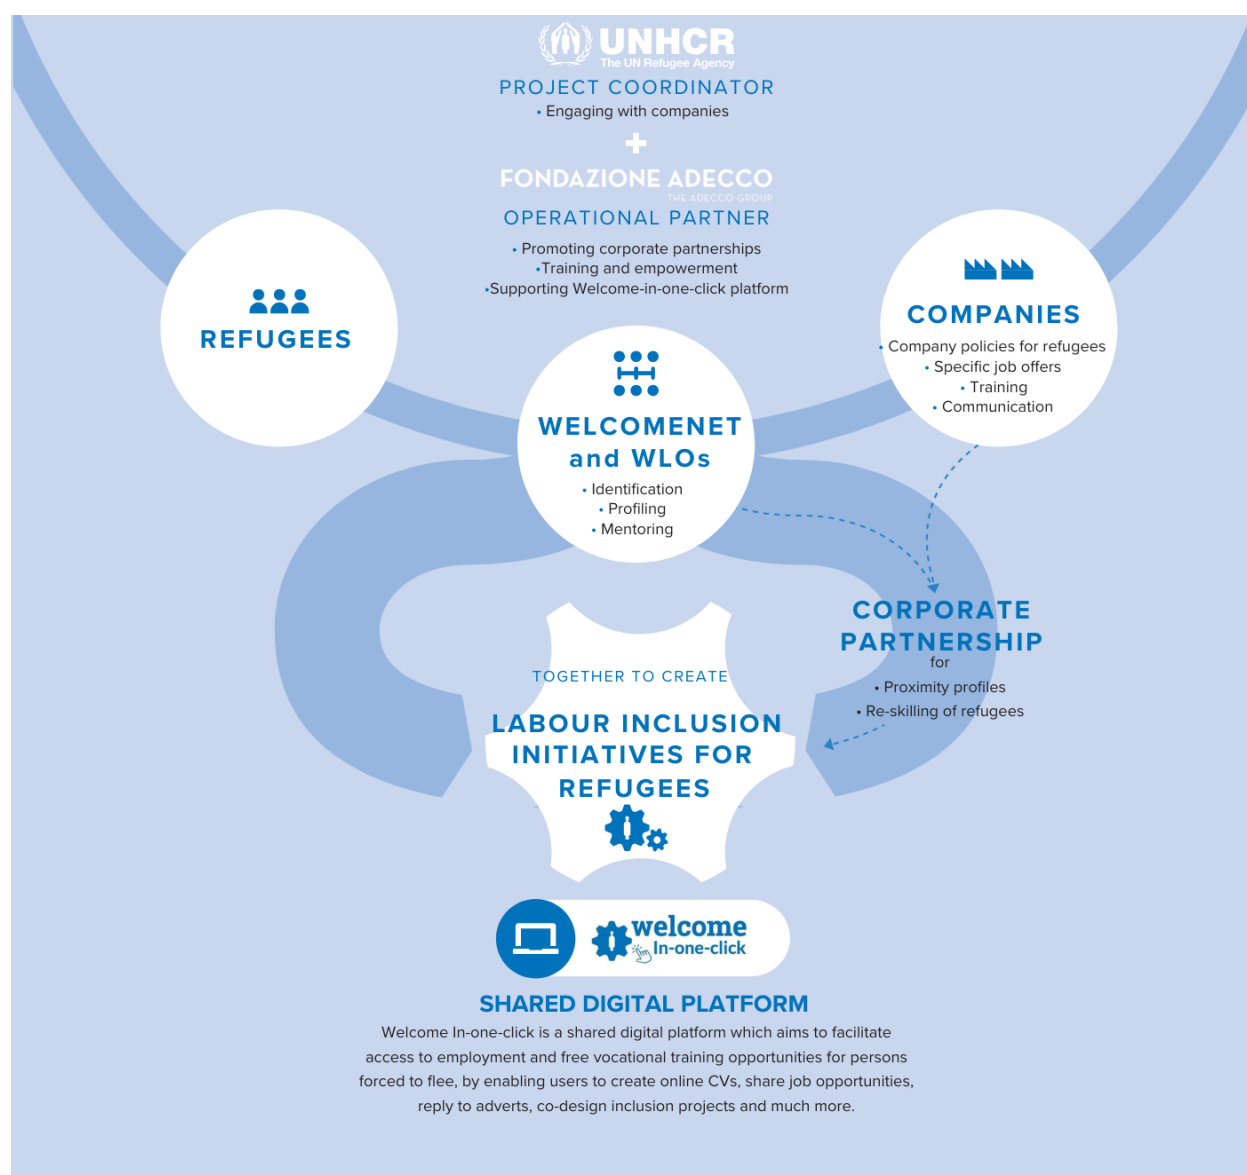 UNHCR
The UN Refugee Agency
PROJECT COORDINATOR
• Engaging with companies
+
FONDAZIONE ADECCO
THE ADECCO GROUP
OPERATIONAL PARTNER
• Promoting corporate partnerships
•Training and empowerment
•Supporting Welcome-in-one-click platform
REFUGEES
COMPANIES
• Company policies for refugees
• Specific job offers
• Training
• Communication
WELCOMENET
and WLOs
• Identification
• Profiling
• Mentoring
CORPORATE
PARTNERSHIP
for
• Proximity profiles
• Re-skilling of refugees
TOGETHER TO CREATE
LABOUR INCLUSION
INITIATIVES FOR
REFUGEES
welcome
In-one-click
SHARED DIGITAL PLATFORM
Welcome In-one-click is a shared digital platform which aims to facilitate
access to employment and free vocational training opportunities for persons
forced to flee, by enabling users to create online CVs, share job opportunities,
reply to adverts, co-design inclusion projects and much more.